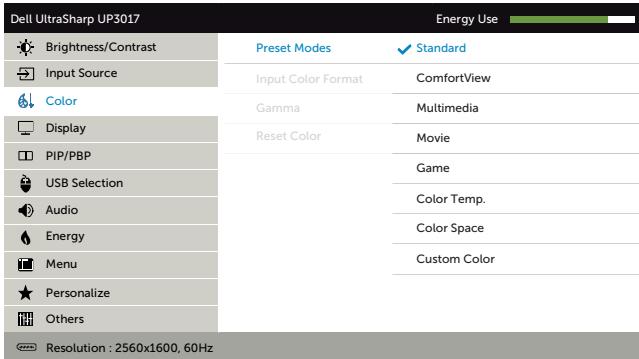 Dell UltraSharp UP3017 Energy Use
Brightness/Contrast Preset Modes Standard
Input Source Input Color Format ComfortView
Color Gamma Multimedia
Display Reset Color Movie
PIP/PBP Game
USB Selection Color Temp.
Audio Color Space
Energy Custom Color
Menu
Personalize
Others
Resolution : 2560x1600, 60Hz